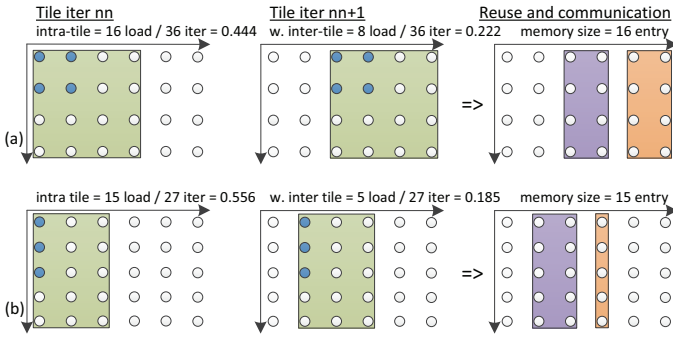 Tile iter nn
Tile iter nn+1
Reuse and communication
intra-tile = 16 load / 36 iter = 0.444
w. inter-tile = 8 load / 36 iter = 0.222
memory size = 16 entry
=>
(a)
intra tile = 15 load / 27 iter = 0.556
w. inter tile = 5 load / 27 iter = 0.185
memory size = 15 entry
=>
(b)